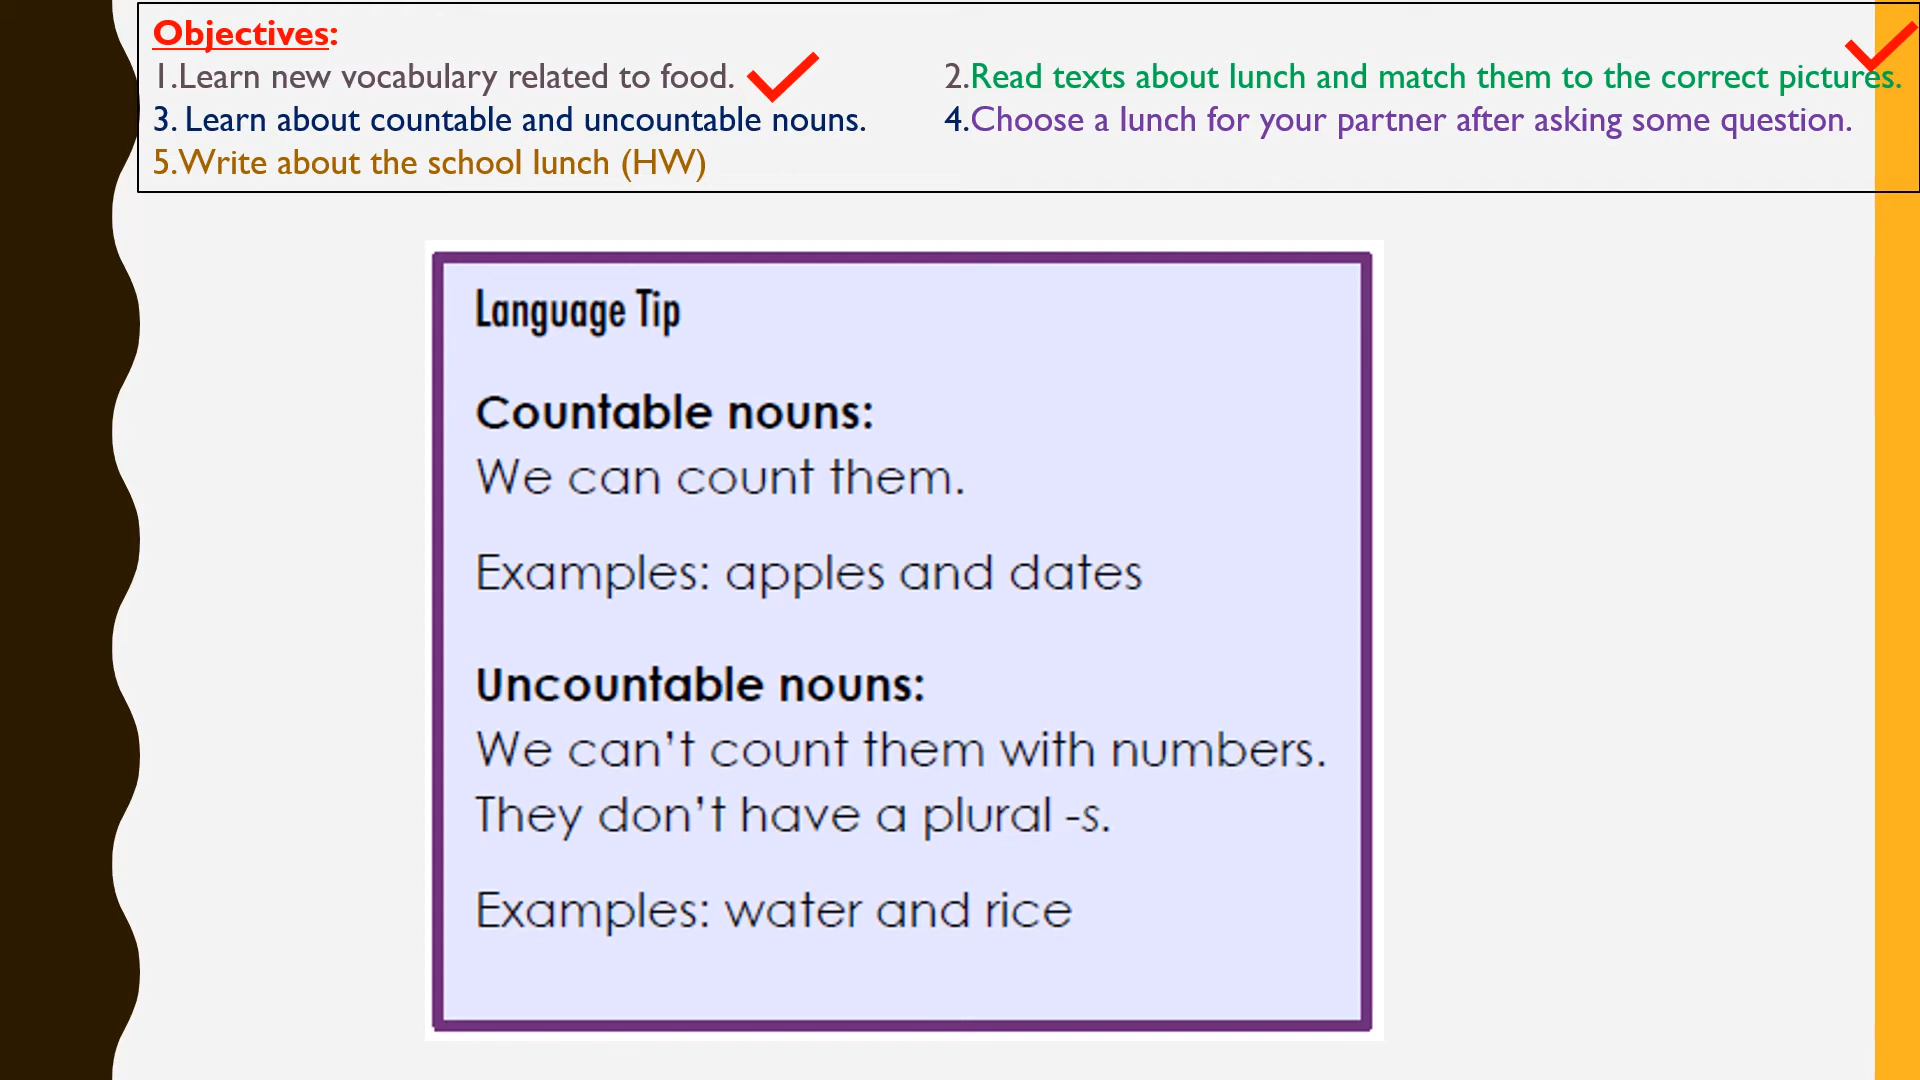 Objectives:
1.Learn new vocabulary related to food. 2.Read texts about lunch and match them to the correct pictures.
3. Learn about countable and uncountable nouns. 4.Choose a lunch for your partner after asking some question.
5.Write about the school lunch (HW)
Language Tip
Countable nouns:
We can count them.
Examples: apples and dates
Uncountable nouns:
We can't count them with numbers.
They don't have a plural -s.
Examples: water and rice